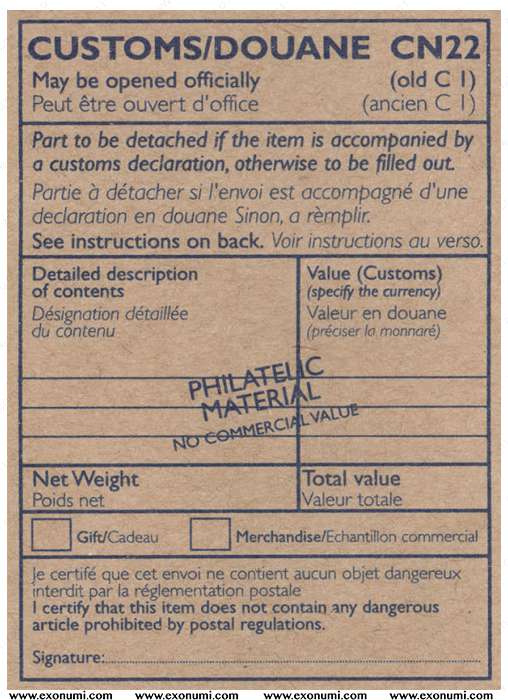 CUSTOMS/DOUANE CN22
May be opened officially (old C 1)
Peut être ouvert d'office (ancien C 1)
Part to be detached if the item is accompanied by
a customs declaration, otherwise to be filled out.
Partie à détacher si l'envoi est accompagné d'une
declaration en douane Sinon, a rèmplir.
See instructions on back. Voir instructions au verso.
Detailed description
of contents
Désignation détaillée
du contenu
Value (Customs)
(specify the currency)
Valeur en douane
(préciser la monnaré)
PHILATELIC
MATERIAL
NO COMMERCIAL VALUE
Net Weight
Poids net
Total value
Valeur totale
Gift/Cadeau
Merchandise/Echantillon commercial
Je certifé que cet envoi ne contient aucun objet dangereux
interdit par la réglementation postale
I certify that this item does not contain any dangerous
article prohibited by postal regulations.
Signature:
www.exonumi.com www.exonumi.com www.exonumi.com www.exonumi.com